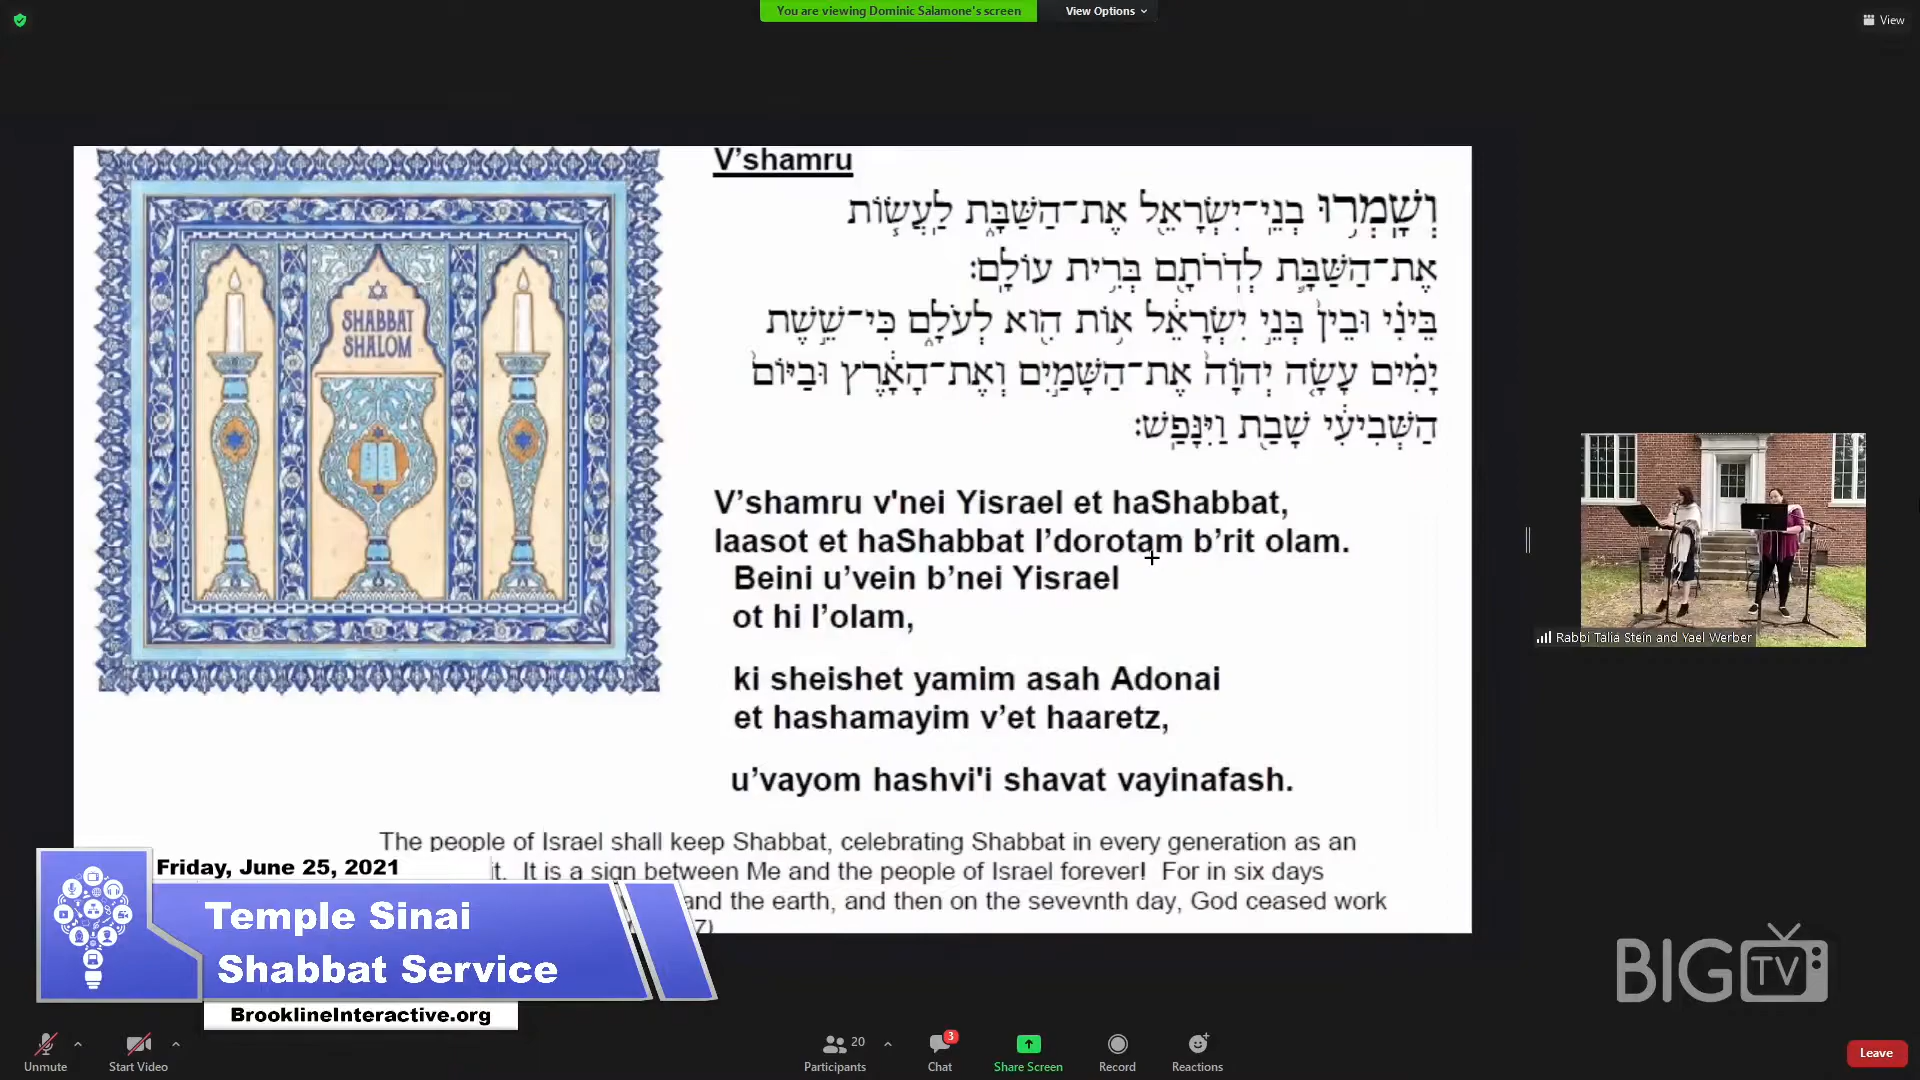 You are viewing Dominic Salamone's screen
View Options
View
V'shamru
וְשָׁמְר֥וּ בְנֵֽי־יִשְׂרָאֵ֖ל אֶת־הַשַּׁבָּ֑ת לַעֲשׂ֧וֹת
אֶת־הַשַּׁבָּ֛ת לְדֹרֹתָ֖ם בְּרִ֥ית עוֹלָֽם׃
בֵּינִ֗י וּבֵין֙ בְּנֵ֣י יִשְׂרָאֵ֔ל א֥וֹת הִ֖וא לְעֹלָ֑ם כִּי־שֵׁ֣שֶׁת
יָמִ֗ים עָשָׂ֤ה יְהוָֹה֙ אֶת־הַשָּׁמַ֣יִם וְאֶת־הָאָ֔רֶץ וּבַיּוֹם֙
הַשְּׁבִיעִ֔י שָׁבַ֖ת וַיִּנָּפַֽשׁ׃
SHABBAT
SHALOM
V'shamru v'nei Yisrael et haShabbat,
laasot et haShabbat l'dorotam b'rit olam.
Beini u'vein b'nei Yisrael
ot hi l'olam,
ki sheishet yamim asah Adonai
et hashamayim v'et haaretz,
u'vayom hashvi'i shavat vayinafash.
The people of Israel shall keep Shabbat, celebrating Shabbat in every generation as an
it. It is a sign between Me and the people of Israel forever! For in six days
and the earth, and then on the sevevnth day, God ceased work
7)
Rabbi Talia Stein and Yael Werber
Friday, June 25, 2021
Temple Sinai
Shabbat Service
BrooklineInteractive.org
BIG TV
Unmute
Start Video
20
Participants
3
Chat
Share Screen
Record
Reactions
Leave